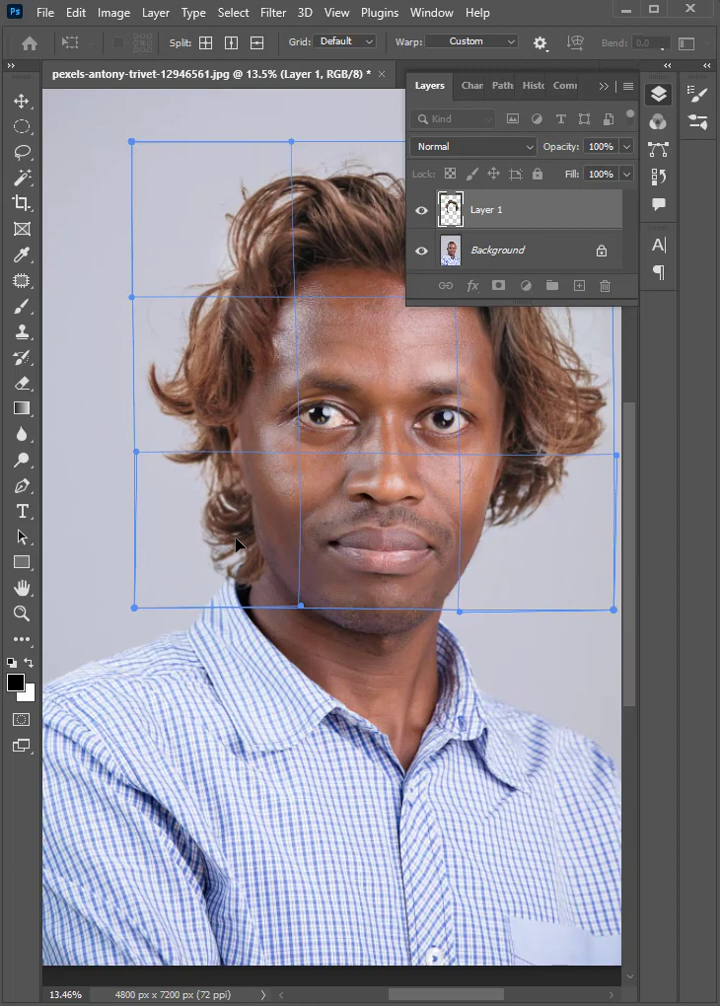 Ps File Edit Image Layer Type Select Filter 3D View Plugins Window Help
Split: Grid: Default Warp: Custom Bend: 0.0
pexels-antony-trivet-12946561.jpg @ 13.5% (Layer 1, RGB/8) *
Layers Char Path Histo Comr
Kind
Normal Opacity: 100%
Lock: Fill: 100%
Layer 1
Background
13.46% 4800 px x 7200 px (72 ppi)